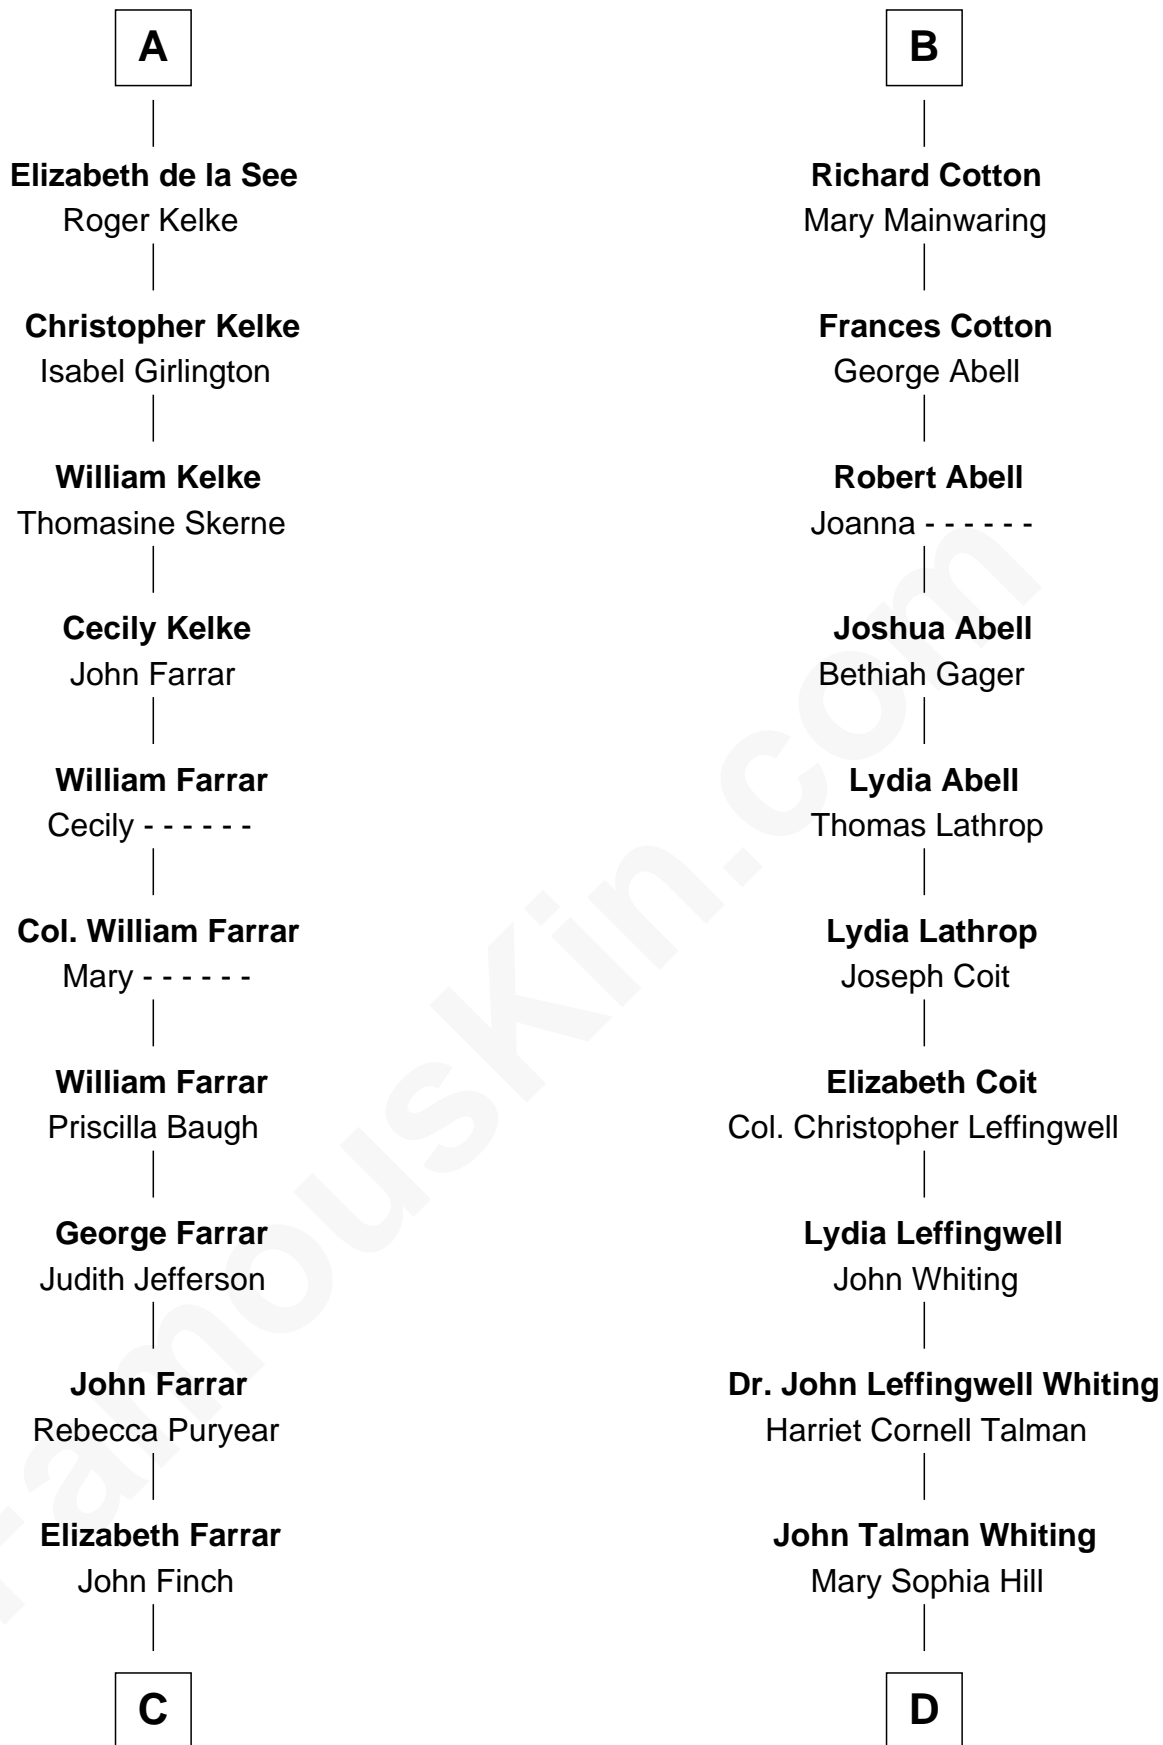 A
Elizabeth de la See
Roger Kelke
Christopher Kelke
Isabel Girlington
William Kelke
Thomasine Skerne
Cecily Kelke
John Farrar
William Farrar
Cecily - - - - - -
Col. William Farrar
Mary - - - - - -
William Farrar
Priscilla Baugh
George Farrar
Judith Jefferson
John Farrar
Rebecca Puryear
Elizabeth Farrar
John Finch
C
B
Richard Cotton
Mary Mainwaring
Frances Cotton
George Abell
Robert Abell
Joanna - - - - - -
Joshua Abell
Bethiah Gager
Lydia Abell
Thomas Lathrop
Lydia Lathrop
Joseph Coit
Elizabeth Coit
Col. Christopher Leffingwell
Lydia Leffingwell
John Whiting
Dr. John Leffingwell Whiting
Harriet Cornell Talman
John Talman Whiting
Mary Sophia Hill
D
FamousKin.com